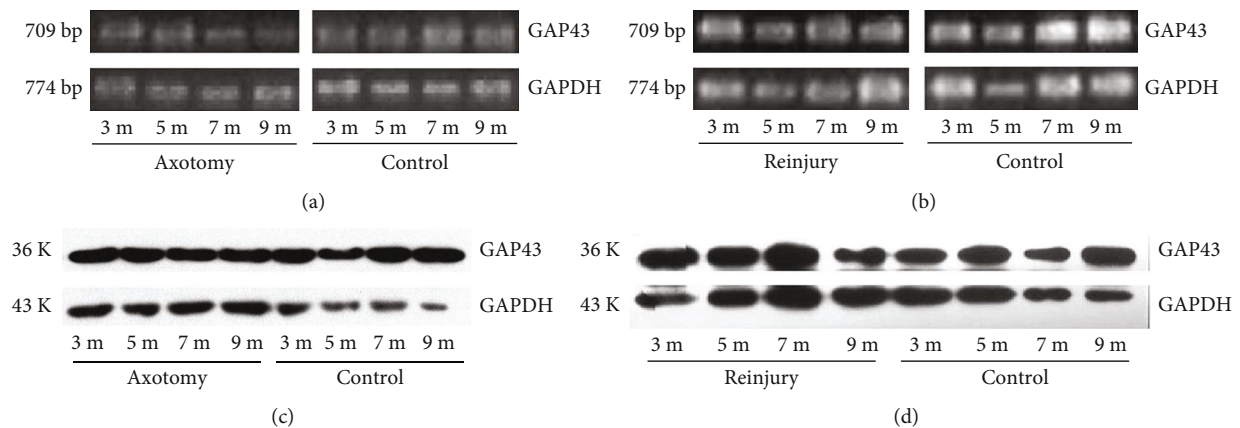 709 bp GAP43
774 bp GAPDH
3 m 5 m 7 m 9 m 3 m 5 m 7 m 9 m
Axotomy Control
(a)
709 bp GAP43
774 bp GAPDH
3 m 5 m 7 m 9 m 3 m 5 m 7 m 9 m
Reinjury Control
(b)
36 K GAP43
43 K GAPDH
3 m 5 m 7 m 9 m 3 m 5 m 7 m 9 m
Axotomy Control
(c)
36 K GAP43
43 K GAPDH
3 m 5 m 7 m 9 m 3 m 5 m 7 m 9 m
Reinjury Control
(d)